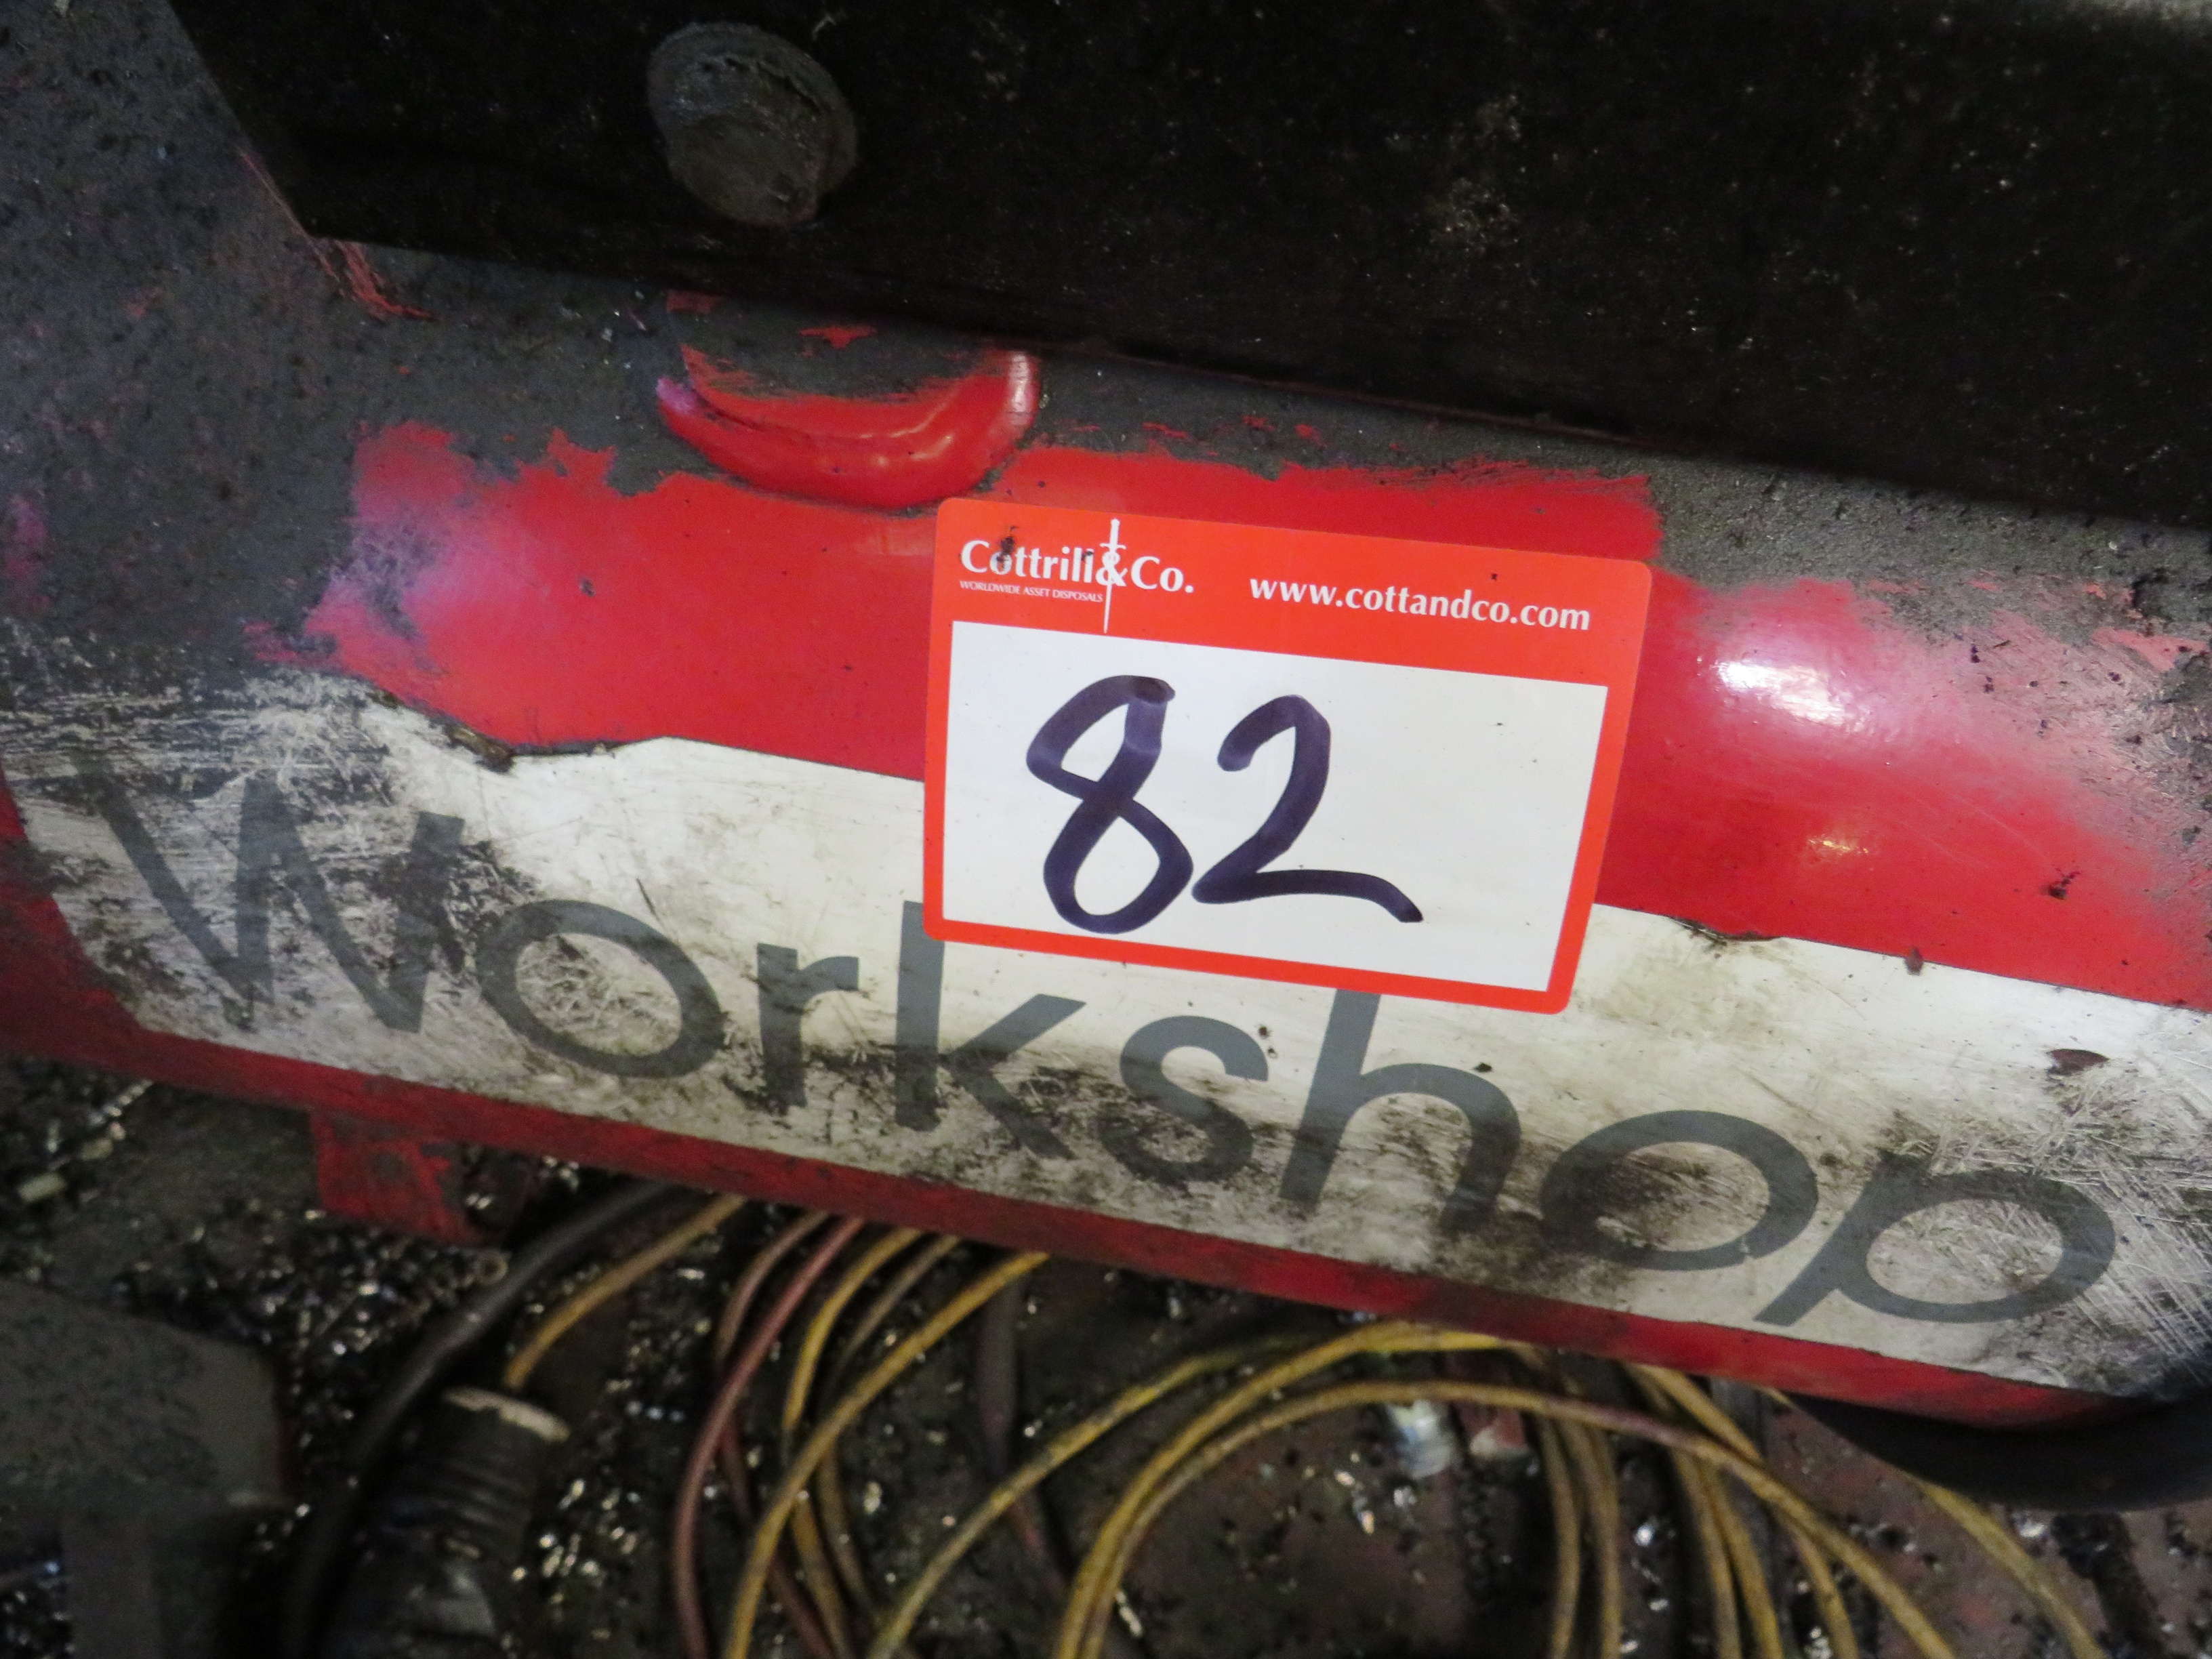 Cottrill&Co.
WORLDWIDE ASSET DISPOSALS
www.cottandco.com
82
Workshop